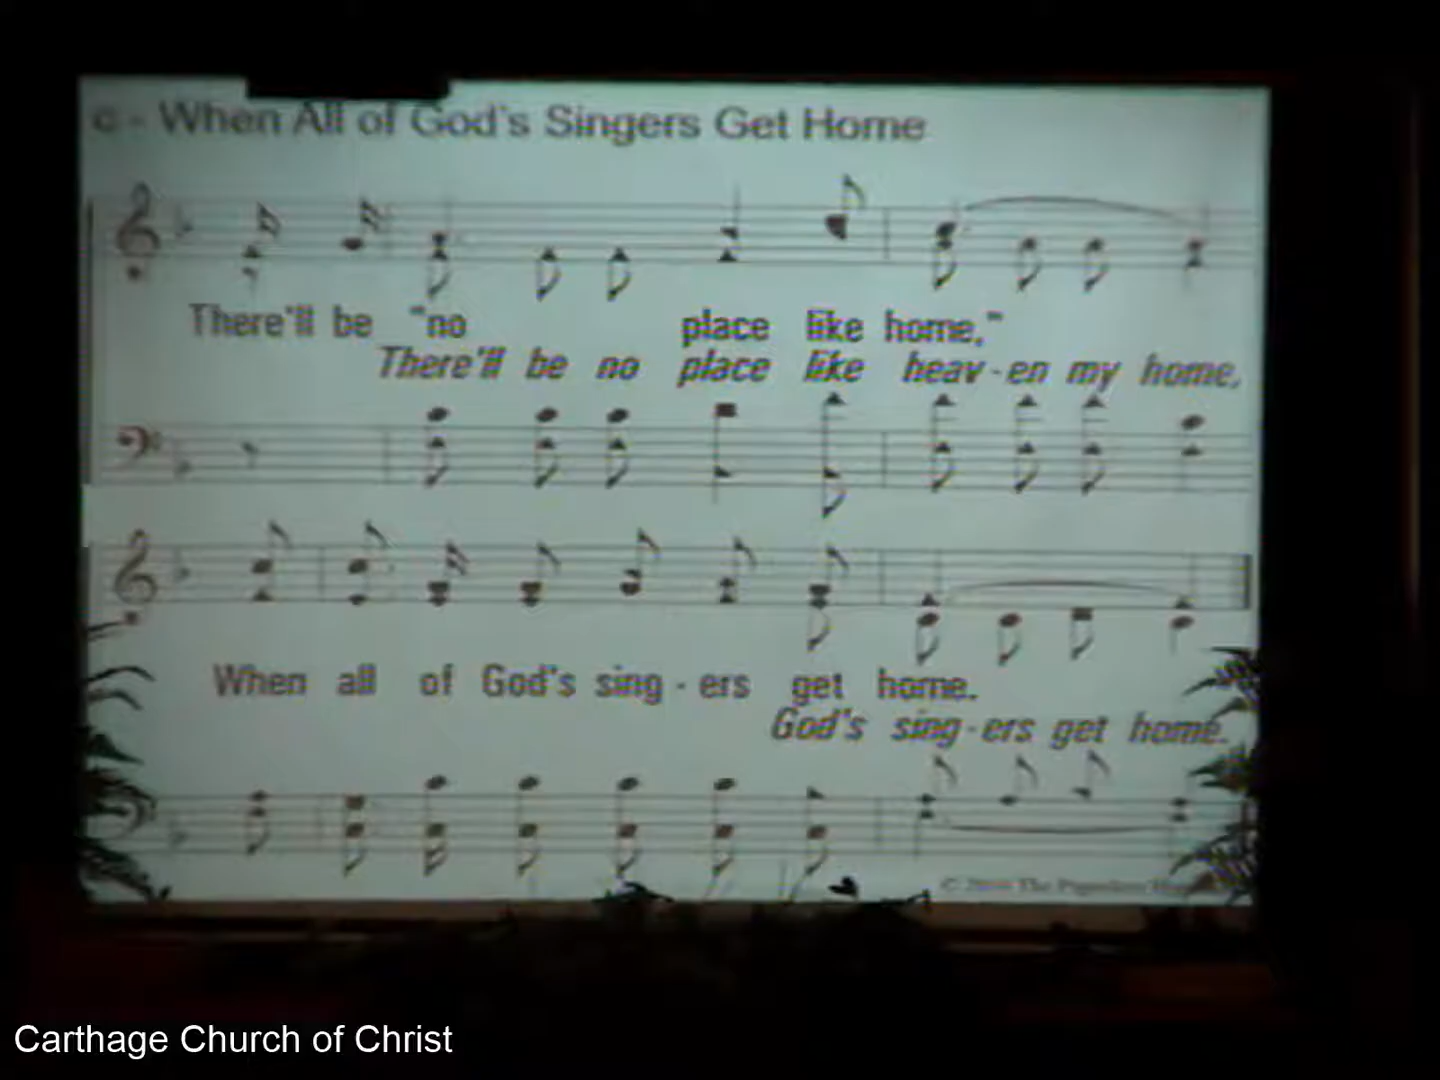 c - When All of God's Singers Get Home
There'll be "no place like home,"
There'll be no place like heav-en my home,
When all of God's sing-ers get home.
God's sing-ers get home.
© The
Carthage Church of Christ